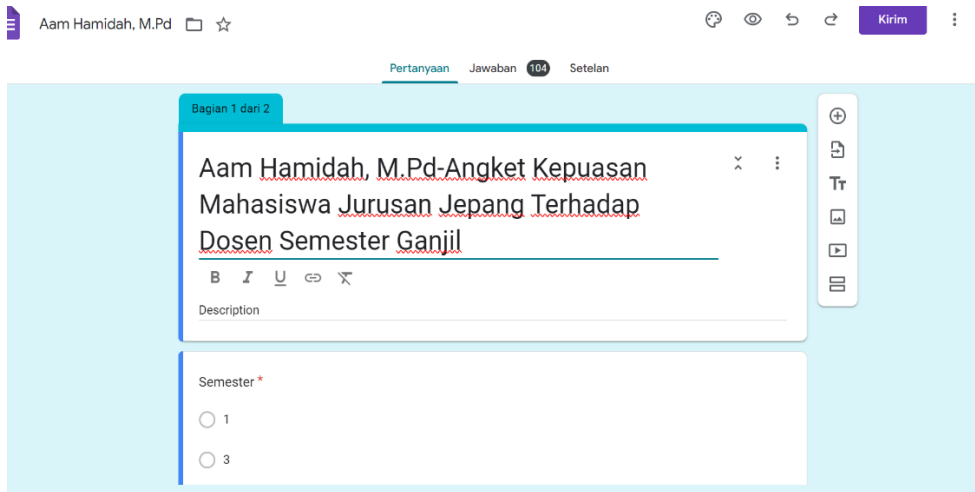 Aam Hamidah, M.Pd
Kirim
Pertanyaan Jawaban 104 Setelan
Bagian 1 dari 2
Aam Hamidah, M.Pd-Angket Kepuasan
Mahasiswa Jurusan Jepang Terhadap
Dosen Semester Ganjil
B I U
Description
Semester *
1
3